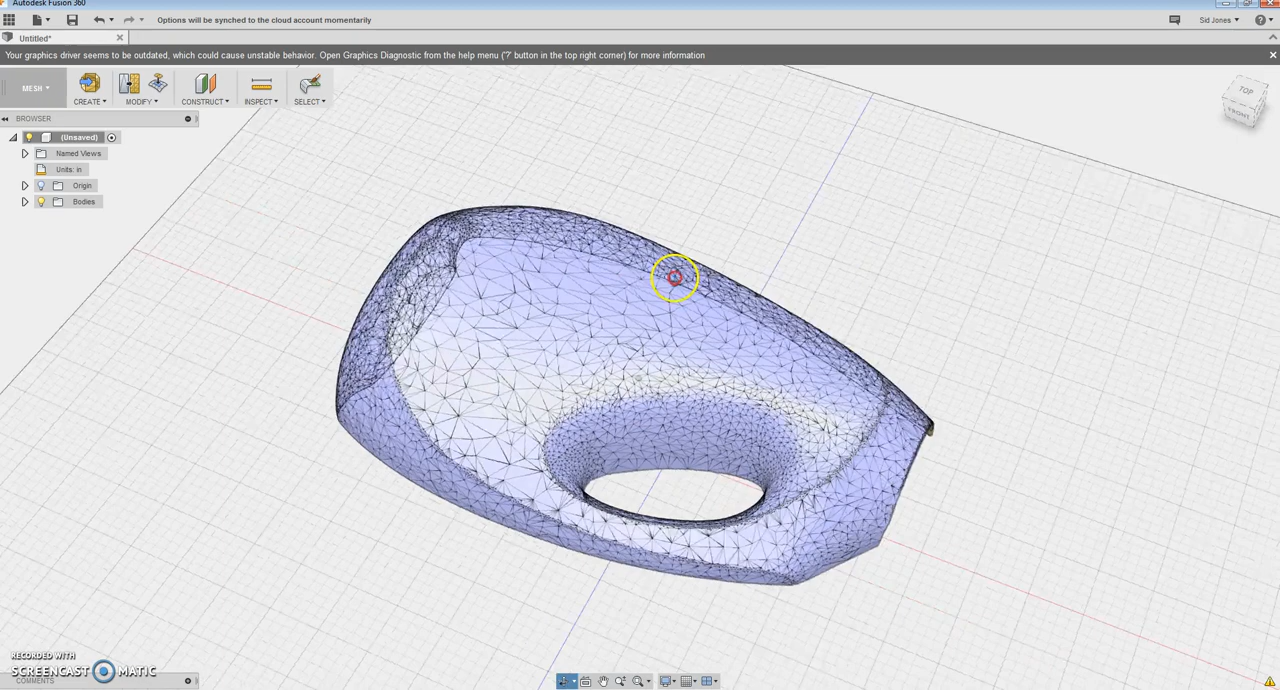 Autodesk Fusion 360
Options will be synched to the cloud account momentarily
Sid Jones
Untitled*
Your graphics driver seems to be outdated, which could cause unstable behavior. Open Graphics Diagnostic from the help menu ('?' button in the top right corner) for more information
MESH
CREATE
MODIFY
CONSTRUCT
INSPECT
SELECT
TOP
FRONT
BROWSER
(Unsaved)
Named Views
Units: in
Origin
Bodies
RECORDED WITH
SCREENCAST MATIC
COMMENTS